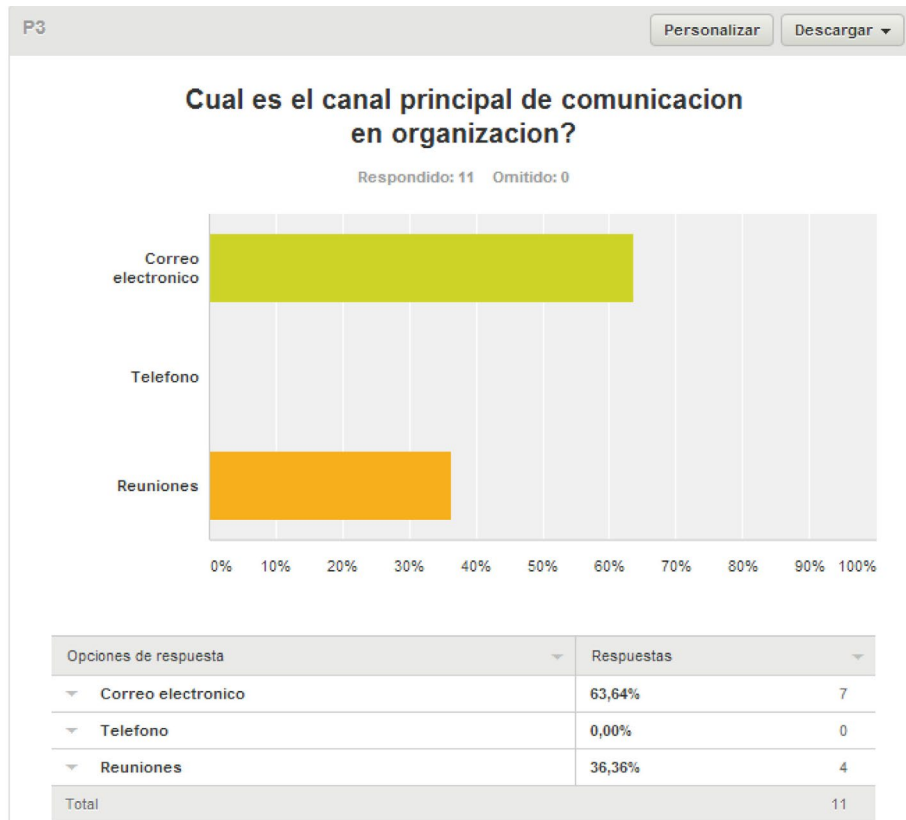 P3
Personalizar
Descargar
Cual es el canal principal de comunicacion
en organizacion?
Respondido: 11 Omitido: 0
Correo
electronico
Telefono
Reuniones
0% 10% 20% 30% 40% 50% 60% 70% 80% 90% 100%
Opciones de respuesta Respuestas
Correo electronico 63,64% 7
Telefono 0,00% 0
Reuniones 36,36% 4
Total 11